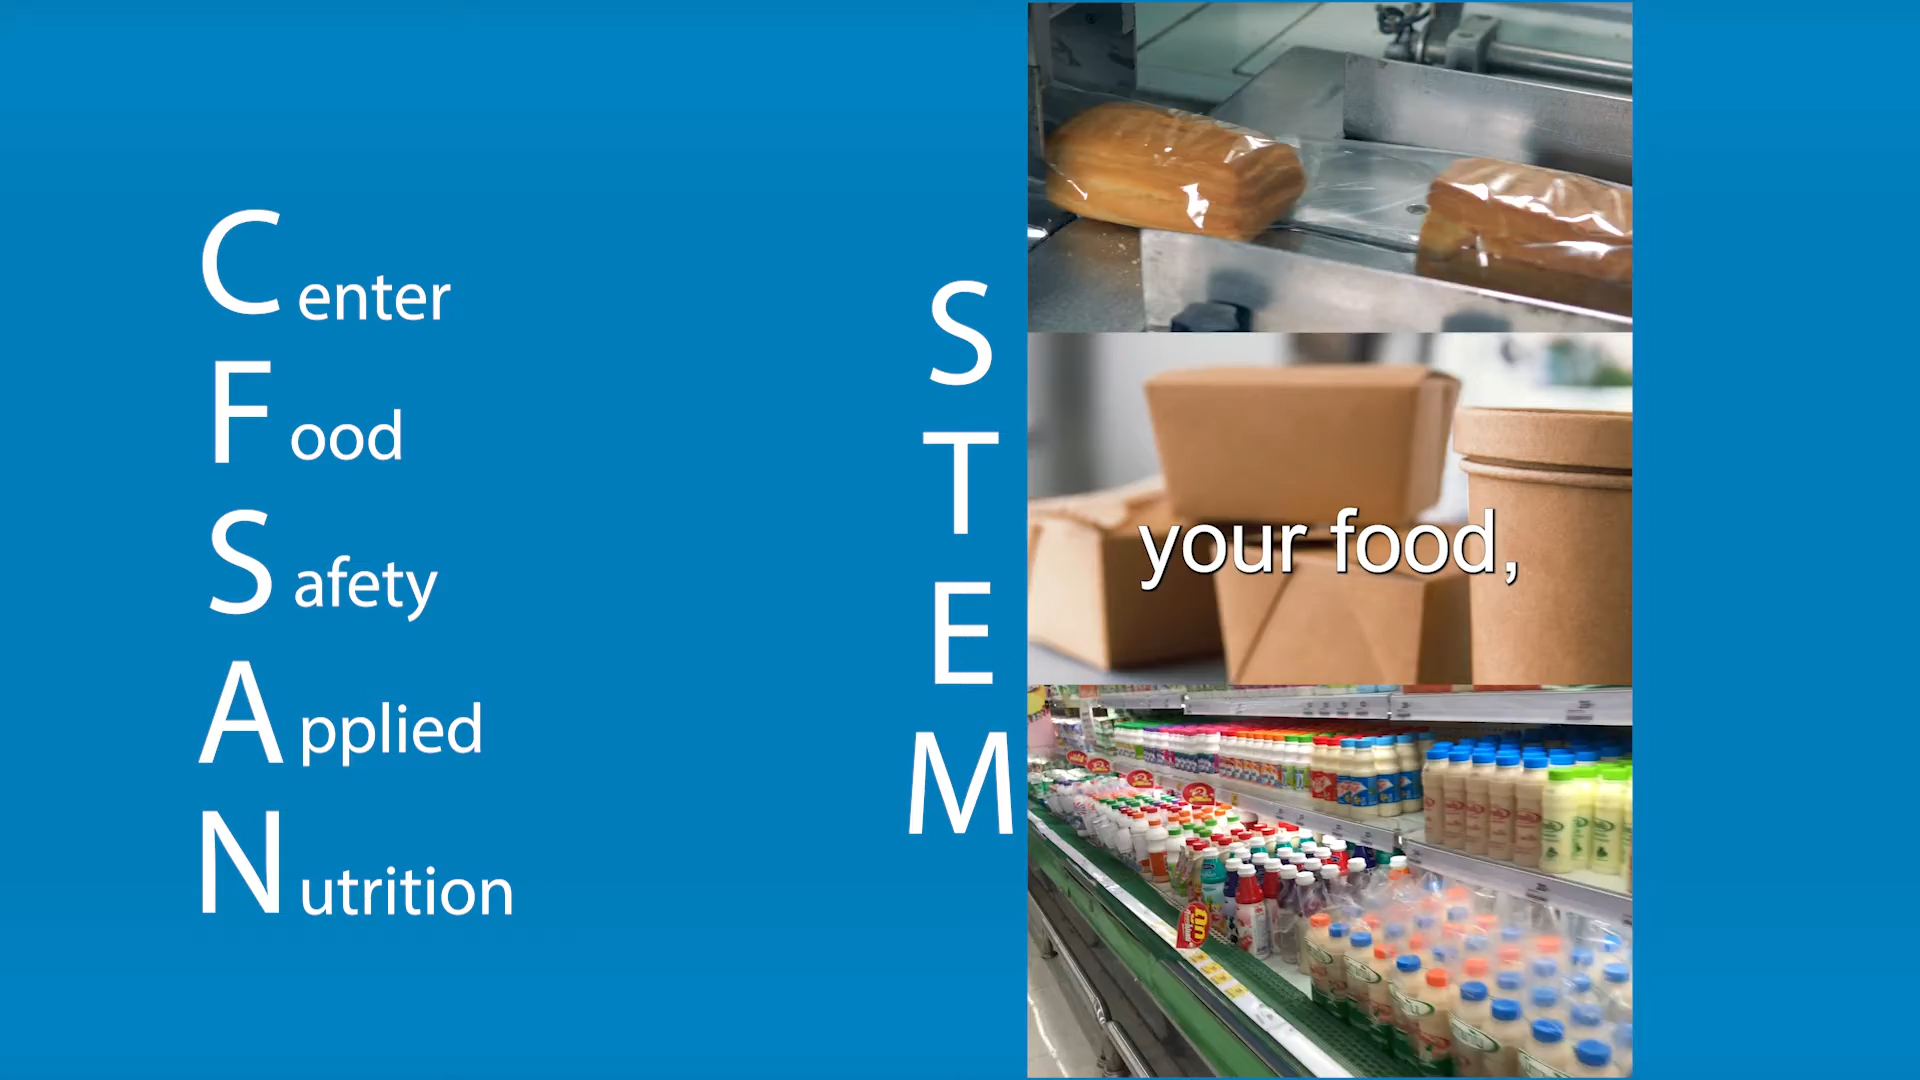 Center
Food
Safety
Applied
Nutrition
S
T
E
M
your food,